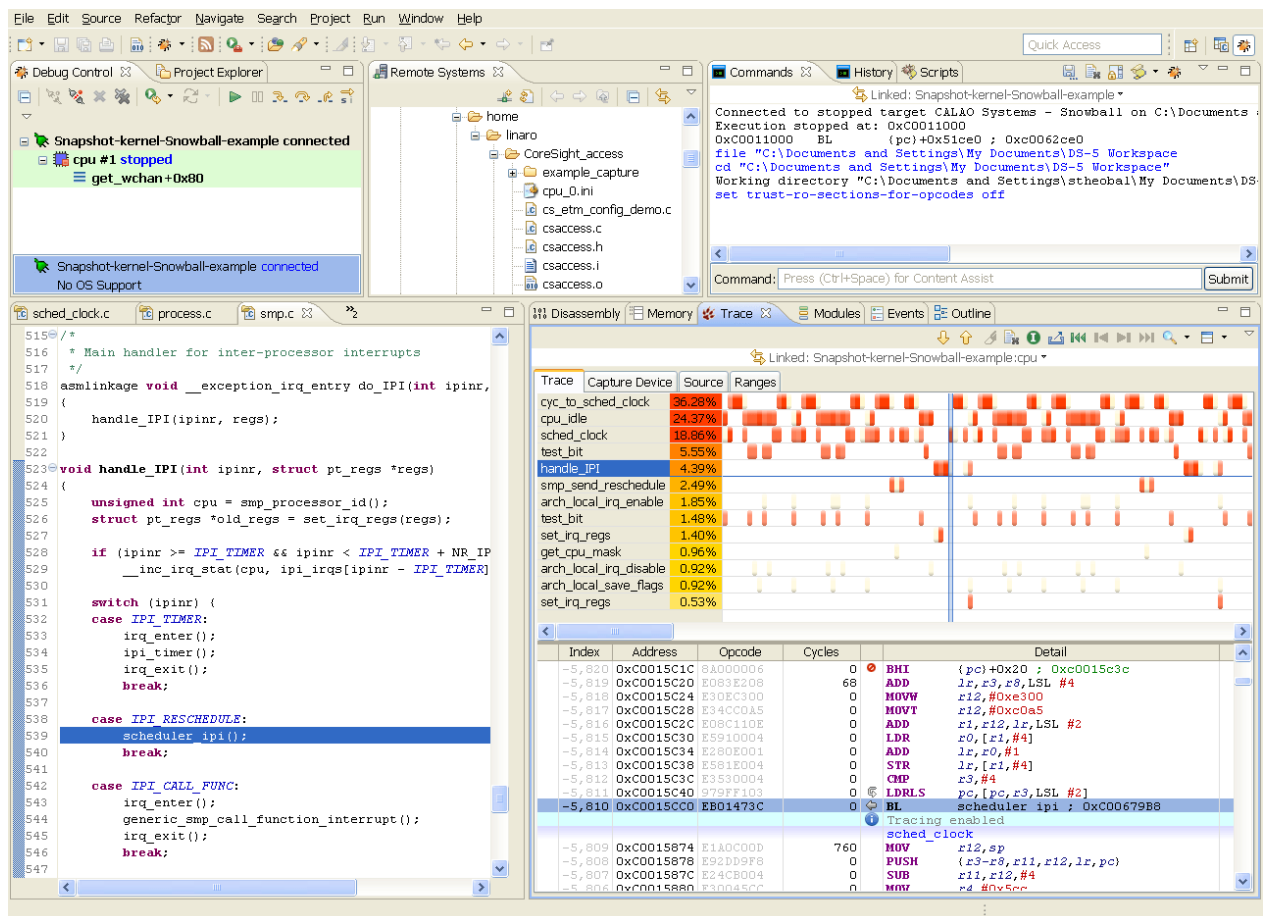 File Edit Source Refactor Navigate Search Project Run Window Help
Quick Access
Debug Control Project Explorer
Snapshot-kernel-Snowball-example connected
cpu #1 stopped
get_wchan+0x80
Snapshot-kernel-Snowball-example connected
No OS Support
Remote Systems
home
linaro
CoreSight_access
example_capture
cpu_0.ini
cs_etm_config_demo.c
csaccess.c
csaccess.h
csaccess.i
csaccess.o
Commands History Scripts
Linked: Snapshot-kernel-Snowball-example
Connected to stopped target CALAO Systems - Snowball on C:\Documents
Execution stopped at: 0xC0011000
0xC0011000 BL {pc}+0x51ce0 ; 0xc0062ce0
file "C:\Documents and Settings\My Documents\DS-5 Workspace
cd "C:\Documents and Settings\My Documents\DS-5 Workspace"
Working directory "C:\Documents and Settings\stheobal\My Documents\DS-
set trust-ro-sections-for-opcodes off
Command: Press (Ctrl+Space) for Content Assist Submit
sched_clock.c process.c smp.c »2
515 /*
516 * Main handler for inter-processor interrupts
517 */
518 asmlinkage void __exception_irq_entry do_IPI(int ipinr,
519 {
520 handle_IPI(ipinr, regs);
521 }
522
523 void handle_IPI(int ipinr, struct pt_regs *regs)
524 {
525 unsigned int cpu = smp_processor_id();
526 struct pt_regs *old_regs = set_irq_regs(regs);
527
528 if (ipinr >= IPI_TIMER && ipinr < IPI_TIMER + NR_IP
529 __inc_irq_stat(cpu, ipi_irqs[ipinr - IPI_TIMER]
530
531 switch (ipinr) {
532 case IPI_TIMER:
533 irq_enter();
534 ipi_timer();
535 irq_exit();
536 break;
537
538 case IPI_RESCHEDULE:
539 scheduler_ipi();
540 break;
541
542 case IPI_CALL_FUNC:
543 irq_enter();
544 generic_smp_call_function_interrupt();
545 irq_exit();
546 break;
547
Disassembly Memory Trace Modules Events Outline
Linked: Snapshot-kernel-Snowball-example:cpu
Trace Capture Device Source Ranges
cyc_to_sched_clock 36.28%
cpu_idle 24.37%
sched_clock 18.86%
test_bit 5.55%
handle_IPI 4.39%
smp_send_reschedule 2.49%
arch_local_irq_enable 1.85%
test_bit 1.48%
set_irq_regs 1.40%
get_cpu_mask 0.96%
arch_local_irq_disable 0.92%
arch_local_save_flags 0.92%
set_irq_regs 0.53%
Index Address Opcode Cycles Detail
-5,820 0xC0015C1C 8A000006 0 BHI {pc}+0x20 ; 0xc0015c3c
-5,819 0xC0015C20 E083E208 68 ADD lr,r3,r8,LSL #4
-5,818 0xC0015C24 E30EC300 0 MOVW r12,#0xe300
-5,817 0xC0015C28 E34CC0A5 0 MOVT r12,#0xc0a5
-5,816 0xC0015C2C E08C110E 0 ADD r1,r12,lr,LSL #2
-5,815 0xC0015C30 E5910004 0 LDR r0,[r1,#4]
-5,814 0xC0015C34 E280E001 0 ADD lr,r0,#1
-5,813 0xC0015C38 E581E004 0 STR lr,[r1,#4]
-5,812 0xC0015C3C E3530004 0 CMP r3,#4
-5,811 0xC0015C40 979FF103 0 LDRLS pc,[pc,r3,LSL #2]
-5,810 0xC0015CC0 EB01473C 0 BL scheduler_ipi ; 0xC00679B8
Tracing enabled
sched_clock
-5,809 0xC0015874 E1A0C00D 760 MOV r12,sp
-5,808 0xC0015878 E92DD9F8 0 PUSH {r3-r8,r11,r12,lr,pc}
-5,807 0xC001587C E24CB004 0 SUB r11,r12,#4
-5,806 0xC0015880 E30045CC 0 MOV r4,#0x5cc